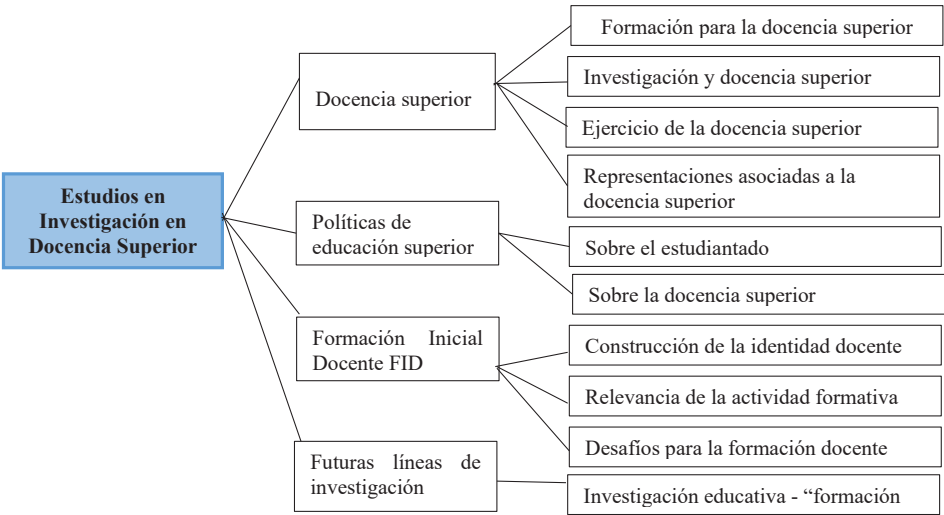 Estudios en
Investigación en
Docencia Superior
Docencia superior
Formación para la docencia superior
Investigación y docencia superior
Ejercicio de la docencia superior
Representaciones asociadas a la
docencia superior
Políticas de
educación superior
Sobre el estudiantado
Sobre la docencia superior
Formación Inicial
Docente FID
Construcción de la identidad docente
Relevancia de la actividad formativa
Desafíos para la formación docente
Futuras líneas de
investigación
Investigación educativa - “formación